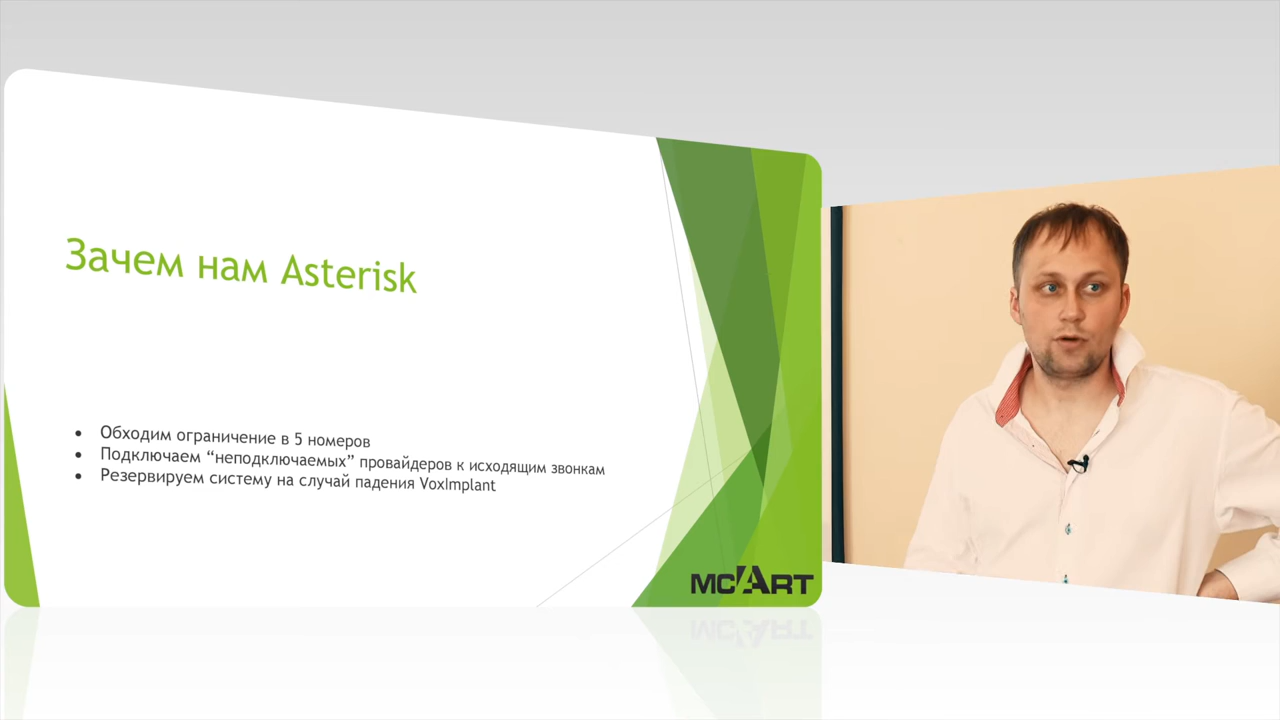 Зачем нам Asterisk
• Обходим ограничение в 5 номеров
• Подключаем “неподключаемых” провайдеров к исходящим звонкам
• Резервируем систему на случай падения VoxImplant
MCART